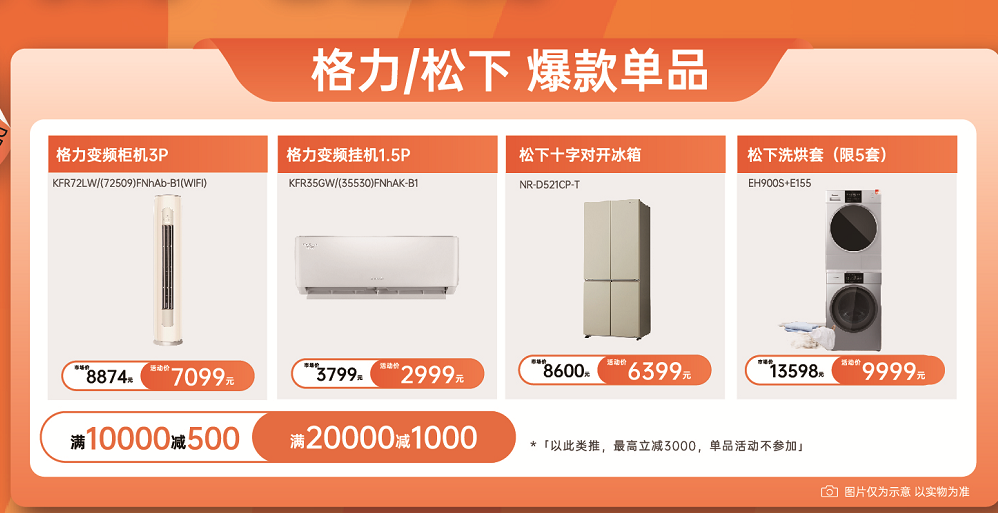 格力/松下 爆款单品
格力变频柜机3P
KFR72LW/(72509)FNhAb-B1(WIFI)
市场价
8874元
活动价
7099元
格力变频挂机1.5P
KFR35GW/(35530)FNhAK-B1
市场价
3799元
活动价
2999元
松下十字对开冰箱
NR-D521CP-T
市场价
8600元
活动价
6399元
松下洗烘套（限5套）
EH900S+E155
市场价
13598元
活动价
9999元
满10000减500
满20000减1000
*「以此类推，最高立减3000，单品活动不参加」
图片仅为示意 以实物为准